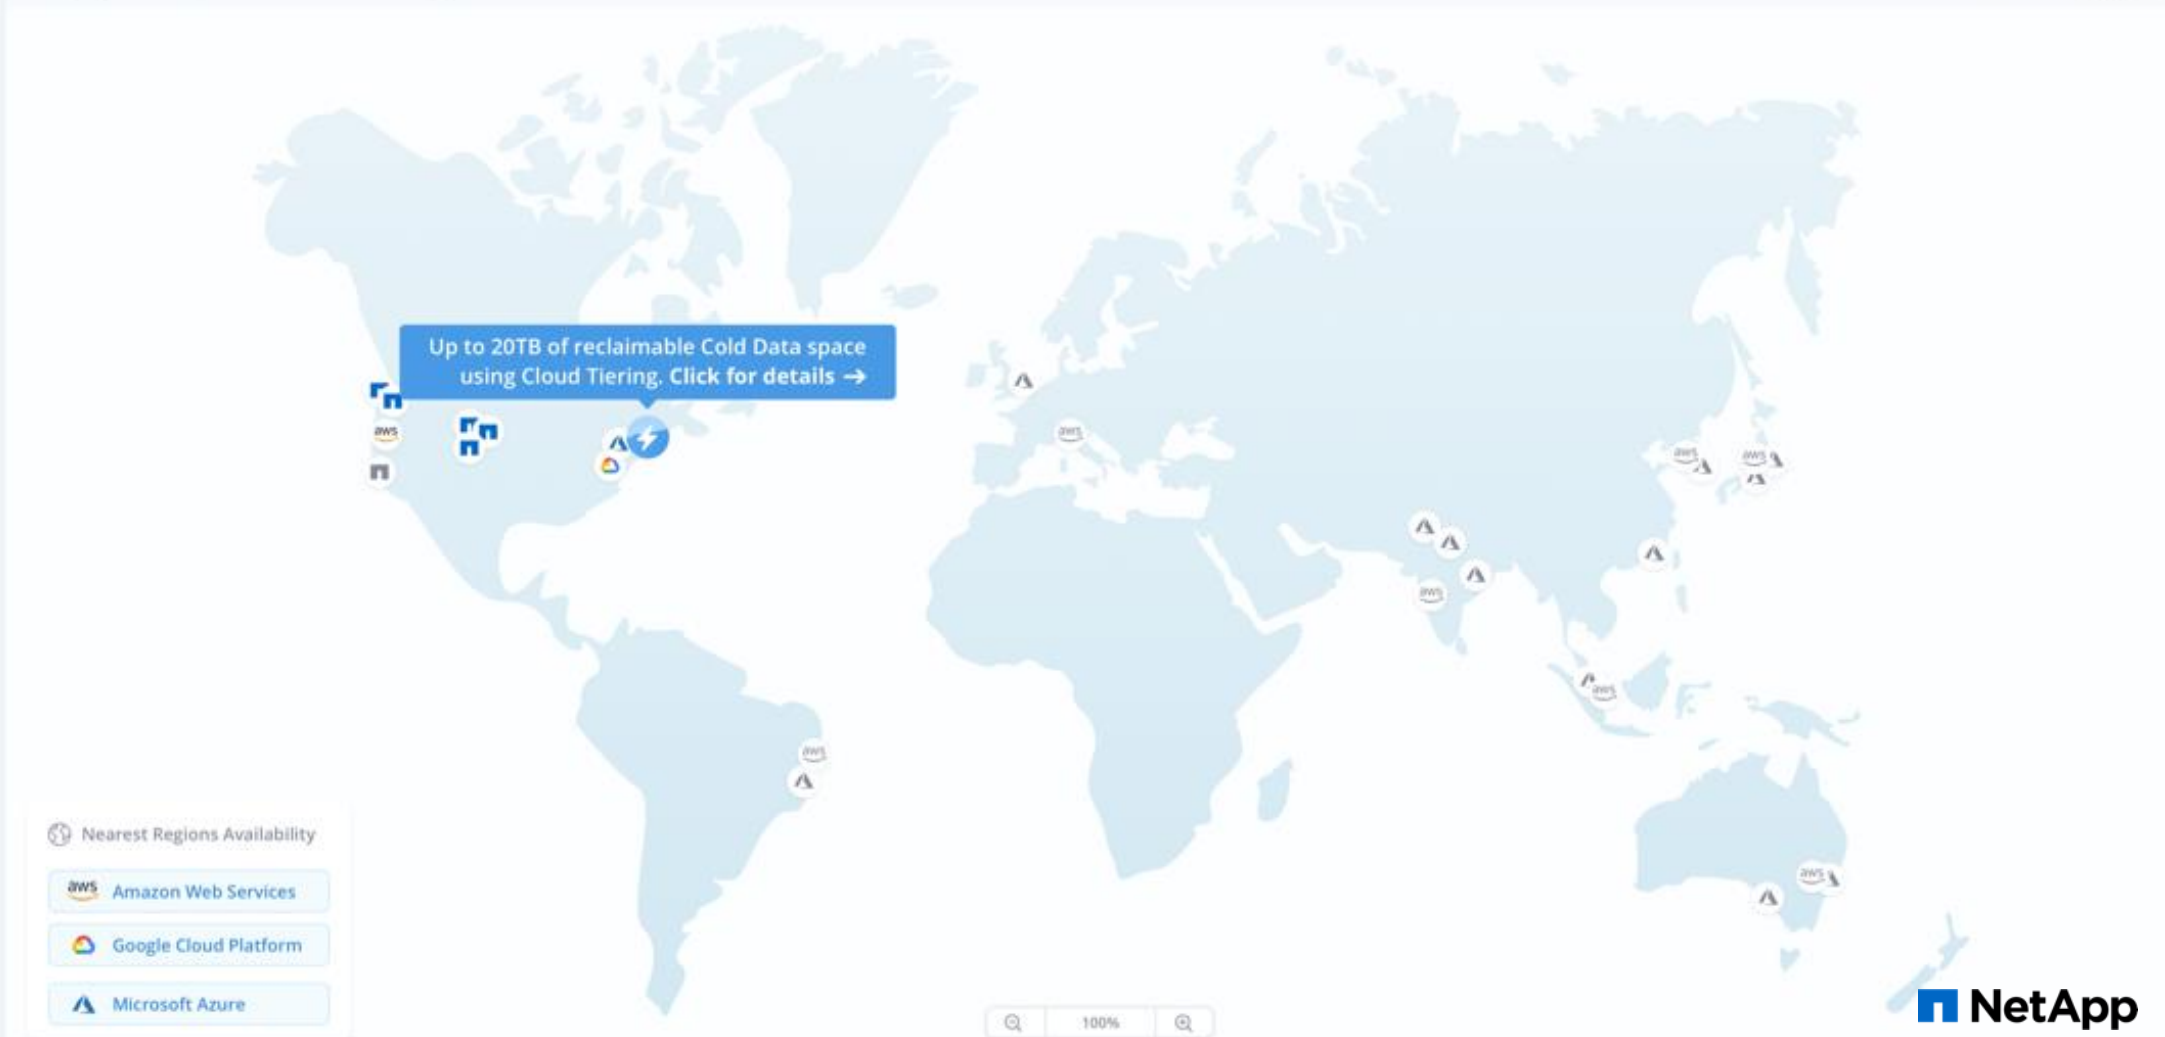 Up to 20TB of reclaimable Cold Data space
using Cloud Tiering. Click for details →
aws
aws
aws
aws
aws
aws
aws
aws
aws
Nearest Regions Availability
aws Amazon Web Services
Google Cloud Platform
Microsoft Azure
100%
NetApp